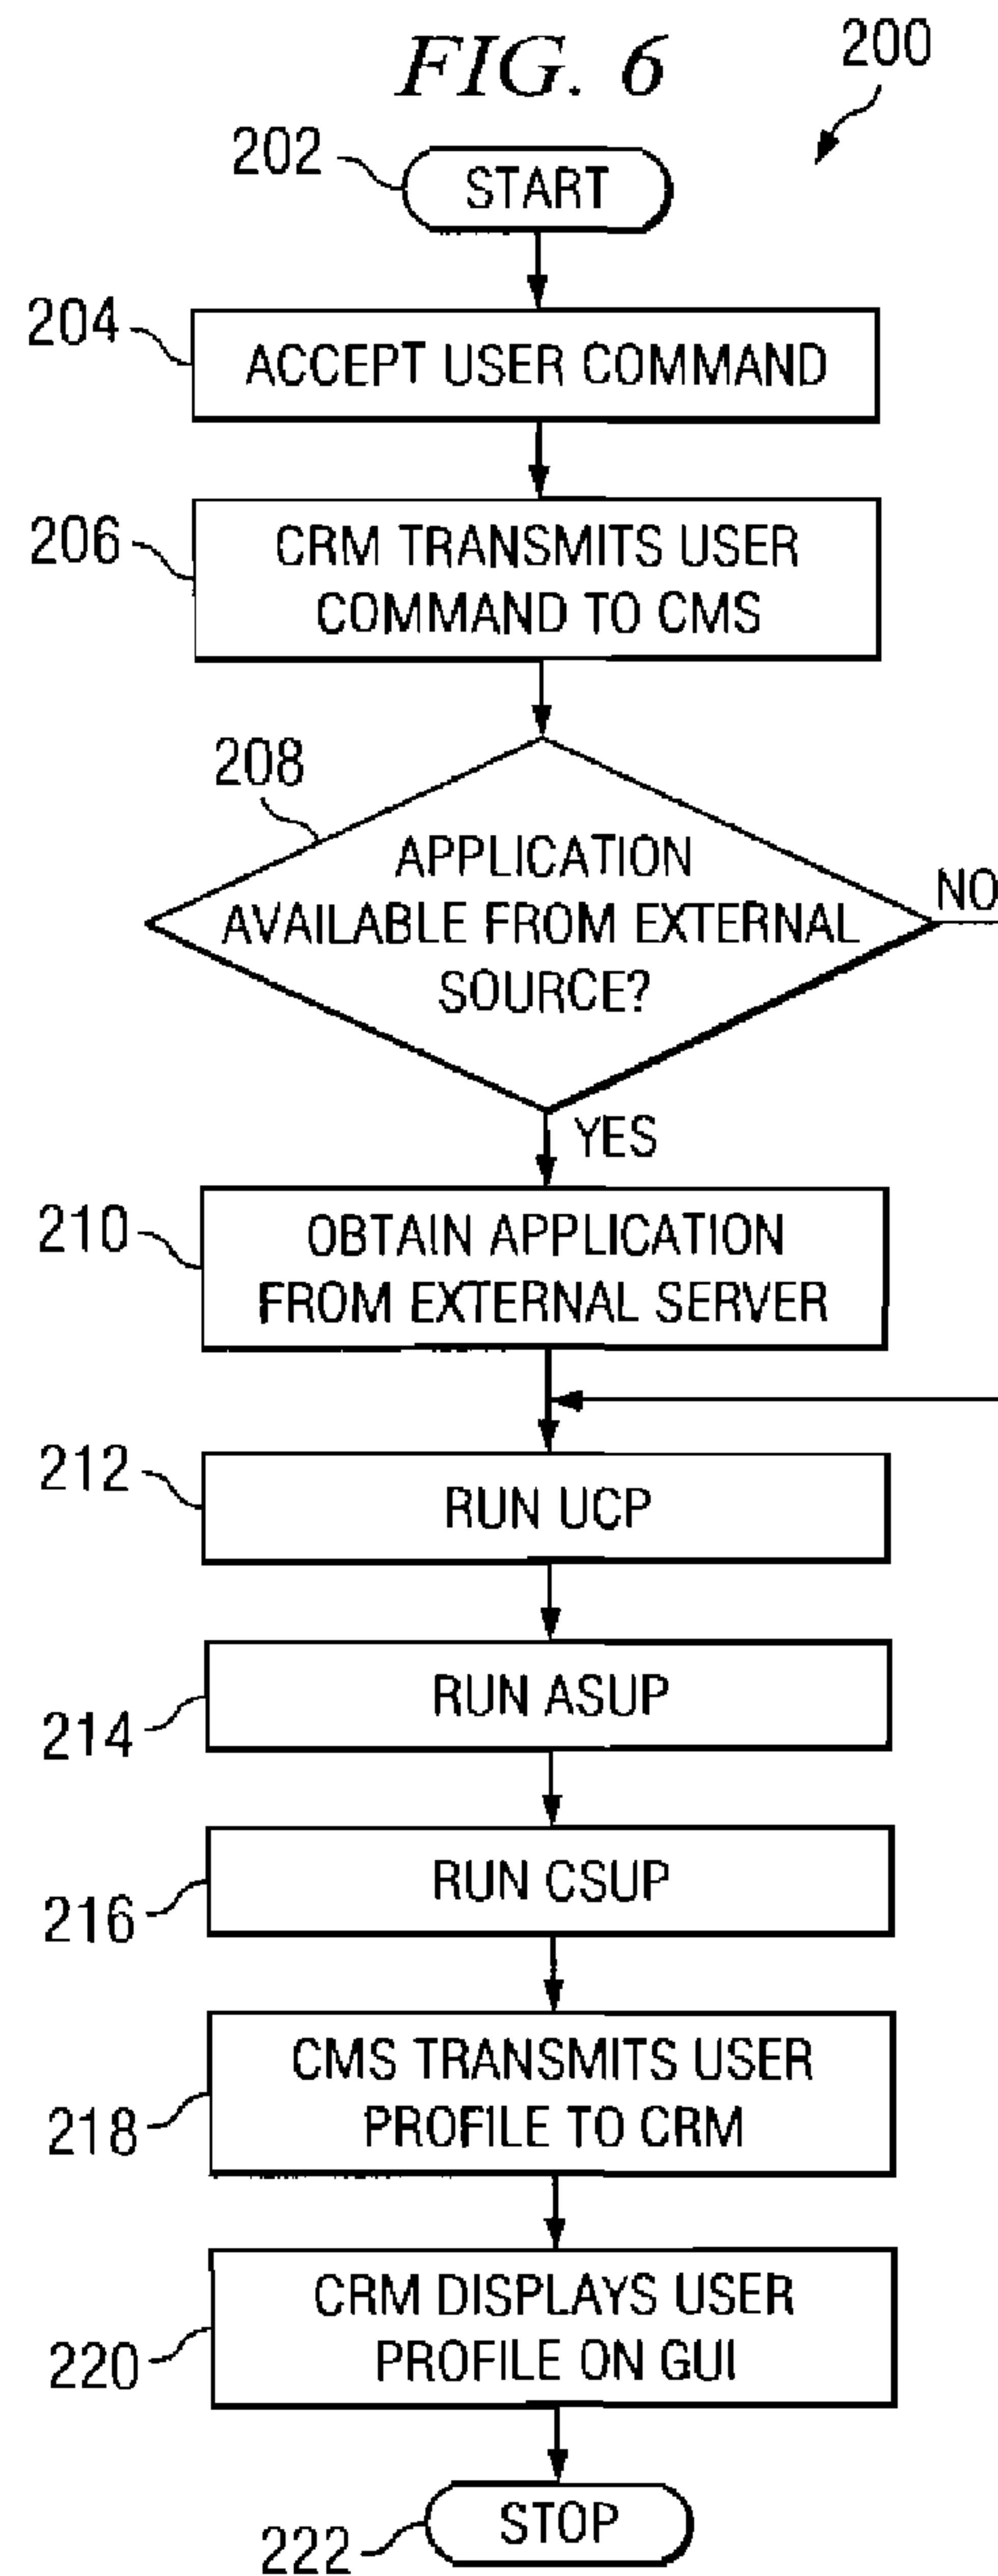 FIG. 6
200
202
START
204
ACCEPT USER COMMAND
206
CRM TRANSMITS USER
COMMAND TO CMS
208
APPLICATION
AVAILABLE FROM EXTERNAL
SOURCE?
NO
YES
210
OBTAIN APPLICATION
FROM EXTERNAL SERVER
212
RUN UCP
214
RUN ASUP
216
RUN CSUP
218
CMS TRANSMITS USER
PROFILE TO CRM
220
CRM DISPLAYS USER
PROFILE ON GUI
222
STOP